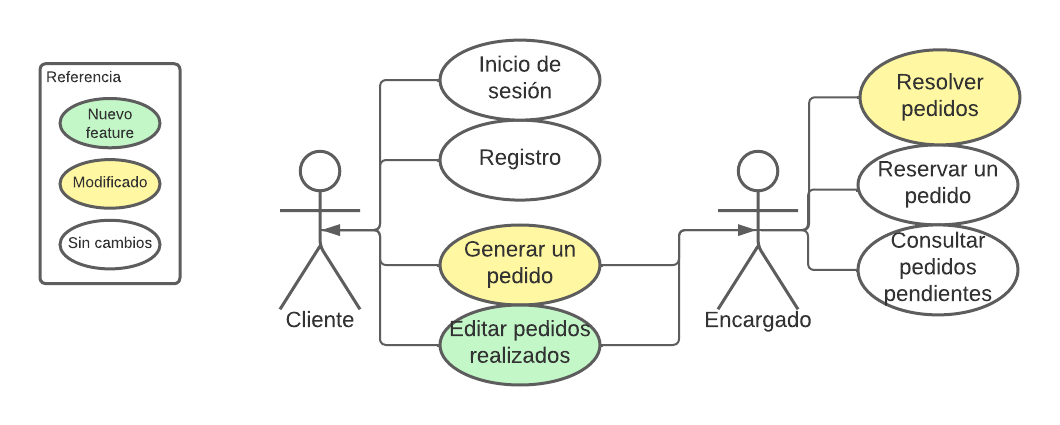 Referencia
Nuevo
feature
Modificado
Sin cambios
Inicio de
sesión
Registro
Generar un
pedido
Editar pedidos
realizados
Cliente
Encargado
Resolver
pedidos
Reservar un
pedido
Consultar
pedidos
pendientes